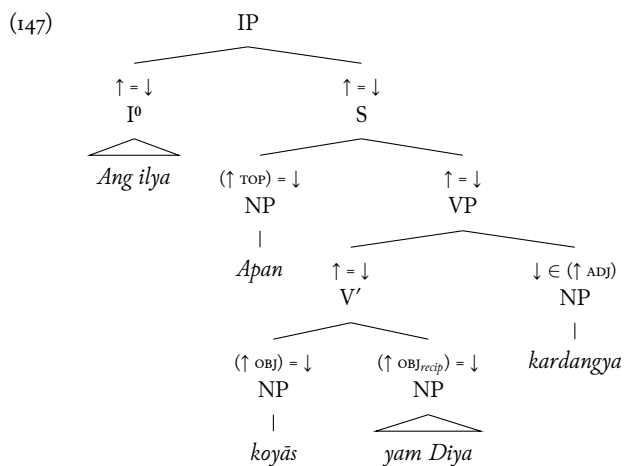 (147) IP
↑ = ↓ ↑ = ↓
I⁰ S
Ang ilya (↑ TOP) = ↓ ↑ = ↓
NP VP
Apan ↑ = ↓ ↓ ∈ (↑ ADJ)
V′ NP
(↑ OBJ) = ↓ (↑ OBJrecip) = ↓ kardangya
NP NP
koyās yam Diya